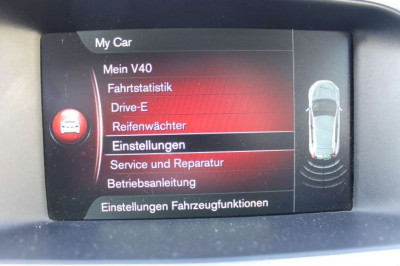 My Car
Mein V40
Fahrtstatistik
Drive-E
Reifenwächter
Einstellungen
Service und Reparatur
Betriebsanleitung
Einstellungen Fahrzeugfunktionen